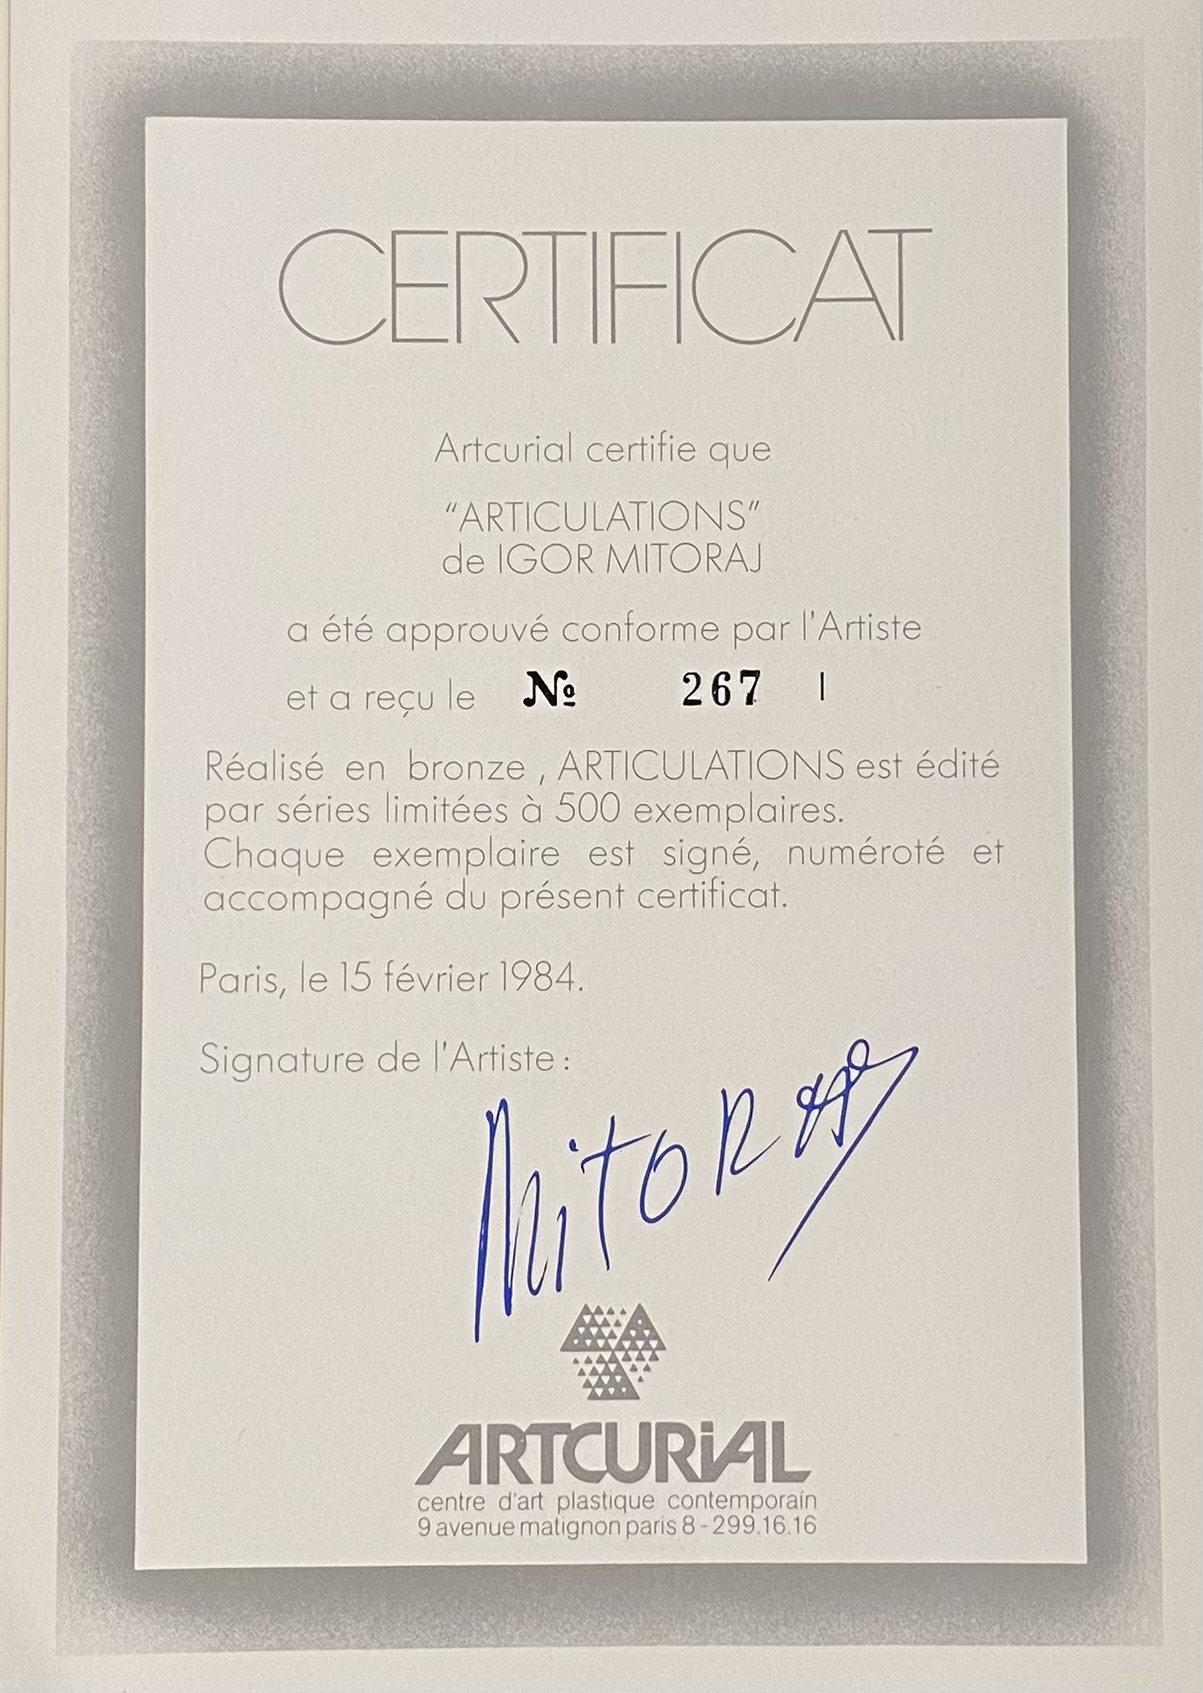 CERTIFICAT
Artcurial certifie que
“ARTICULATIONS”
de IGOR MITORAJ
a été approuvé conforme par l'Artiste
et a reçu le № 267 I
Réalisé en bronze , ARTICULATIONS est édité
par séries limitées à 500 exemplaires.
Chaque exemplaire est signé, numéroté et
accompagné du présent certificat.
Paris, le 15 février 1984.
Signature de l'Artiste :
MiTORaj
ARTCURiAL
centre d'art plastique contemporain
9 avenue matignon paris 8 - 299.16.16